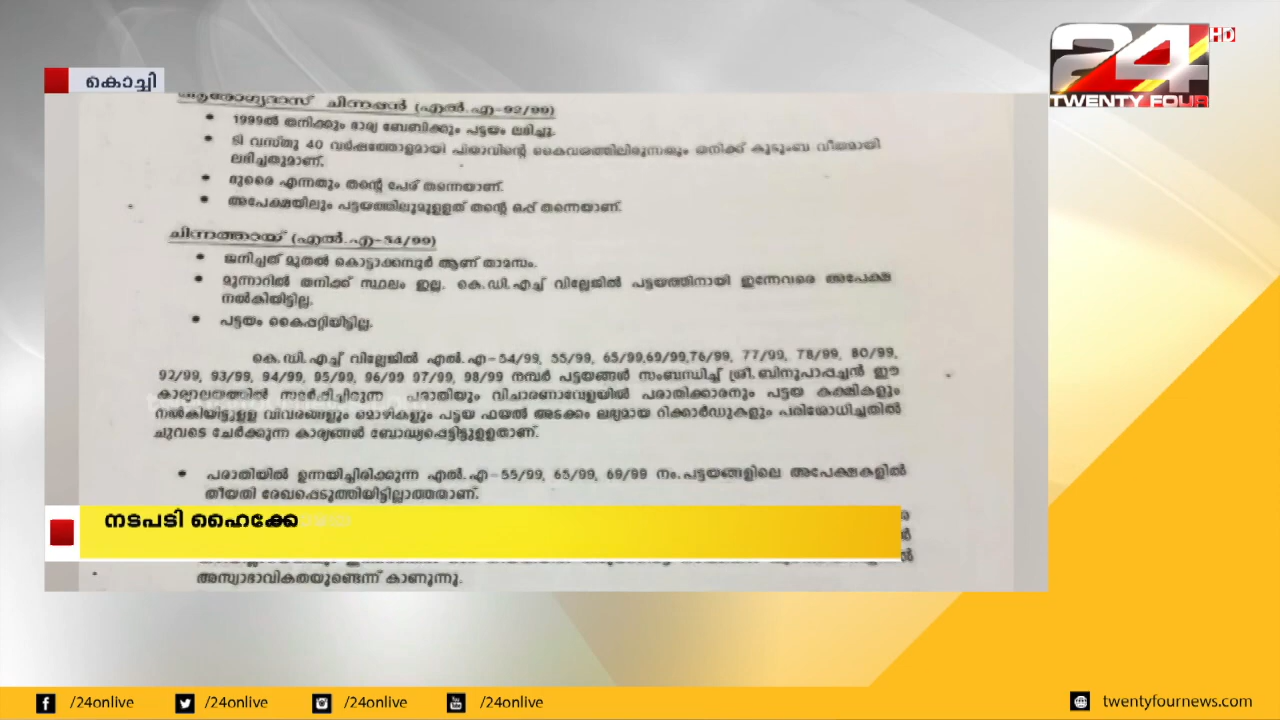 24 HD
TWENTY FOUR
കൊച്ചി
ചിന്നപ്പൻ (എൽ.എ-92/99)
1999ൽ തനിക്കും ഭാര്യ ബേബിക്കും പട്ടയം ലഭിച്ചു.
ടി വസ്തു 40 വർഷത്തോളമായി പിതാവിന്റെ കൈവശത്തിലിരുന്നതും തനിക്ക് കുടുംബ വീതമായി
ലഭിച്ചതുമാണ്.
ദുരൈ എന്നതും തന്റെ പേര് തന്നെയാണ്.
അപേക്ഷയിലും പട്ടയത്തിലുമുളളത് തന്റെ ഒപ്പ് തന്നെയാണ്.
ചിന്നത്തായ് (എൽ.എ-54/99)
ജനിച്ചത് മുതൽ കൊട്ടാക്കമ്പൂർ ആണ് താമസം.
മൂന്നാറിൽ തനിക്ക് സ്ഥലം ഇല്ല. കെ.ഡി.എച്ച് വില്ലേജിൽ പട്ടയത്തിനായി ഇന്നേവരെ അപേക്ഷ
നൽകിയിട്ടില്ല.
പട്ടയം കൈപ്പറ്റിയിട്ടില്ല.
കെ.ഡി.എച്ച് വില്ലേജിൽ എൽ.എ-54/99, 55/99, 65/99,69/99,76/99, 77/99, 78/99, 80/99,
92/99, 93/99, 94/99, 95/99, 96/99 97/99, 98/99 നമ്പർ പട്ടയങ്ങൾ സംബന്ധിച്ച് ശ്രീ.ബിനുപാപ്പച്ചൻ ഈ
കാര്യാലയത്തിൽ സമർപ്പിച്ചിരുന്ന പരാതിയും വിചാരണാവേളയിൽ പരാതിക്കാരനും പട്ടയ കക്ഷികളും
നൽകിയിട്ടുളള വിവരങ്ങളും മൊഴികളും പട്ടയ ഫയൽ അടക്കം ലഭ്യമായ റിക്കാർഡുകളും പരിശോധിച്ചതിൽ
ചുവടെ ചേർക്കുന്ന കാര്യങ്ങൾ ബോദ്ധ്യപ്പെട്ടിട്ടുളളതാണ്.
പരാതിയിൽ ഉന്നയിച്ചിരിക്കുന്ന എൽ.എ-55/99, 65/99, 69/99 നം.പട്ടയങ്ങളിലെ അപേക്ഷകളിൽ
തീയതി രേഖപ്പെടുത്തിയിട്ടില്ലാത്തതാണ്.
നടപടി ഹൈക്കോ
അസ്വാഭാവികതയുണ്ടെന്ന് കാണുന്നു.
/24onlive /24onlive /24onlive /24onlive twentyfournews.com